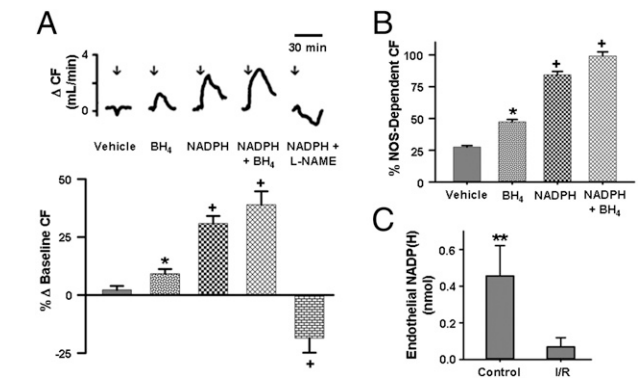 A
30 min
Δ CF
(mL/min)
4
0
Vehicle BH4 NADPH NADPH NADPH +
+ BH4 L-NAME
% Δ Baseline CF
50
25
0
-25
* + + +
B
% NOS-Dependent CF
100
75
50
25
0
* + +
Vehicle BH4 NADPH NADPH
+ BH4
C
Endothelial NADP(H)
(nmol)
0.6
0.4
0.2
0.0
**
Control I/R